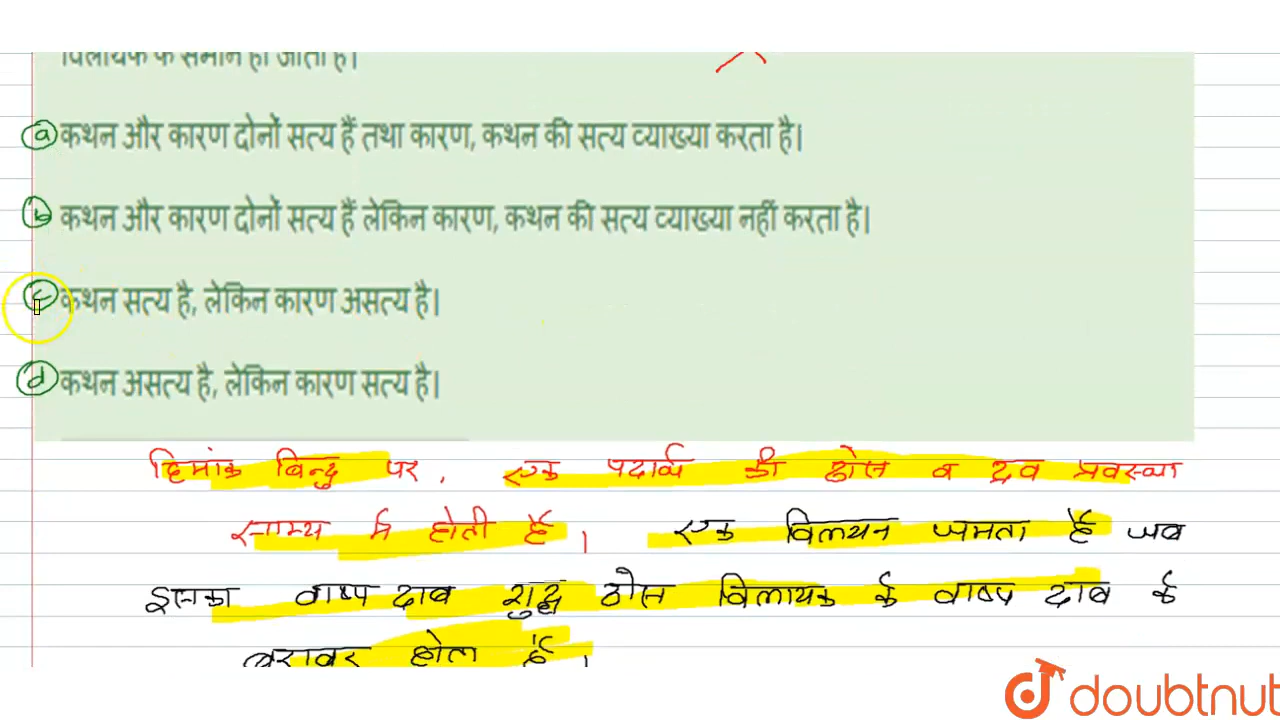 विलायक के समान हो जाता है।
a कथन और कारण दोनों सत्य हैं तथा कारण, कथन की सत्य व्याख्या करता है।
b कथन और कारण दोनों सत्य हैं लेकिन कारण, कथन की सत्य व्याख्या नहीं करता है।
c कथन सत्य है, लेकिन कारण असत्य है।
d कथन असत्य है, लेकिन कारण सत्य है।
हिमांक बिन्दु पर, एक पदार्थ की ठोस व द्रव अवस्था
साम्य में होती हैं। एक विलयन जमता है जब
इसका वाष्प दाब शुद्ध ठोस विलायक के वाष्प दाब के
बराबर होता है।
doubtnut